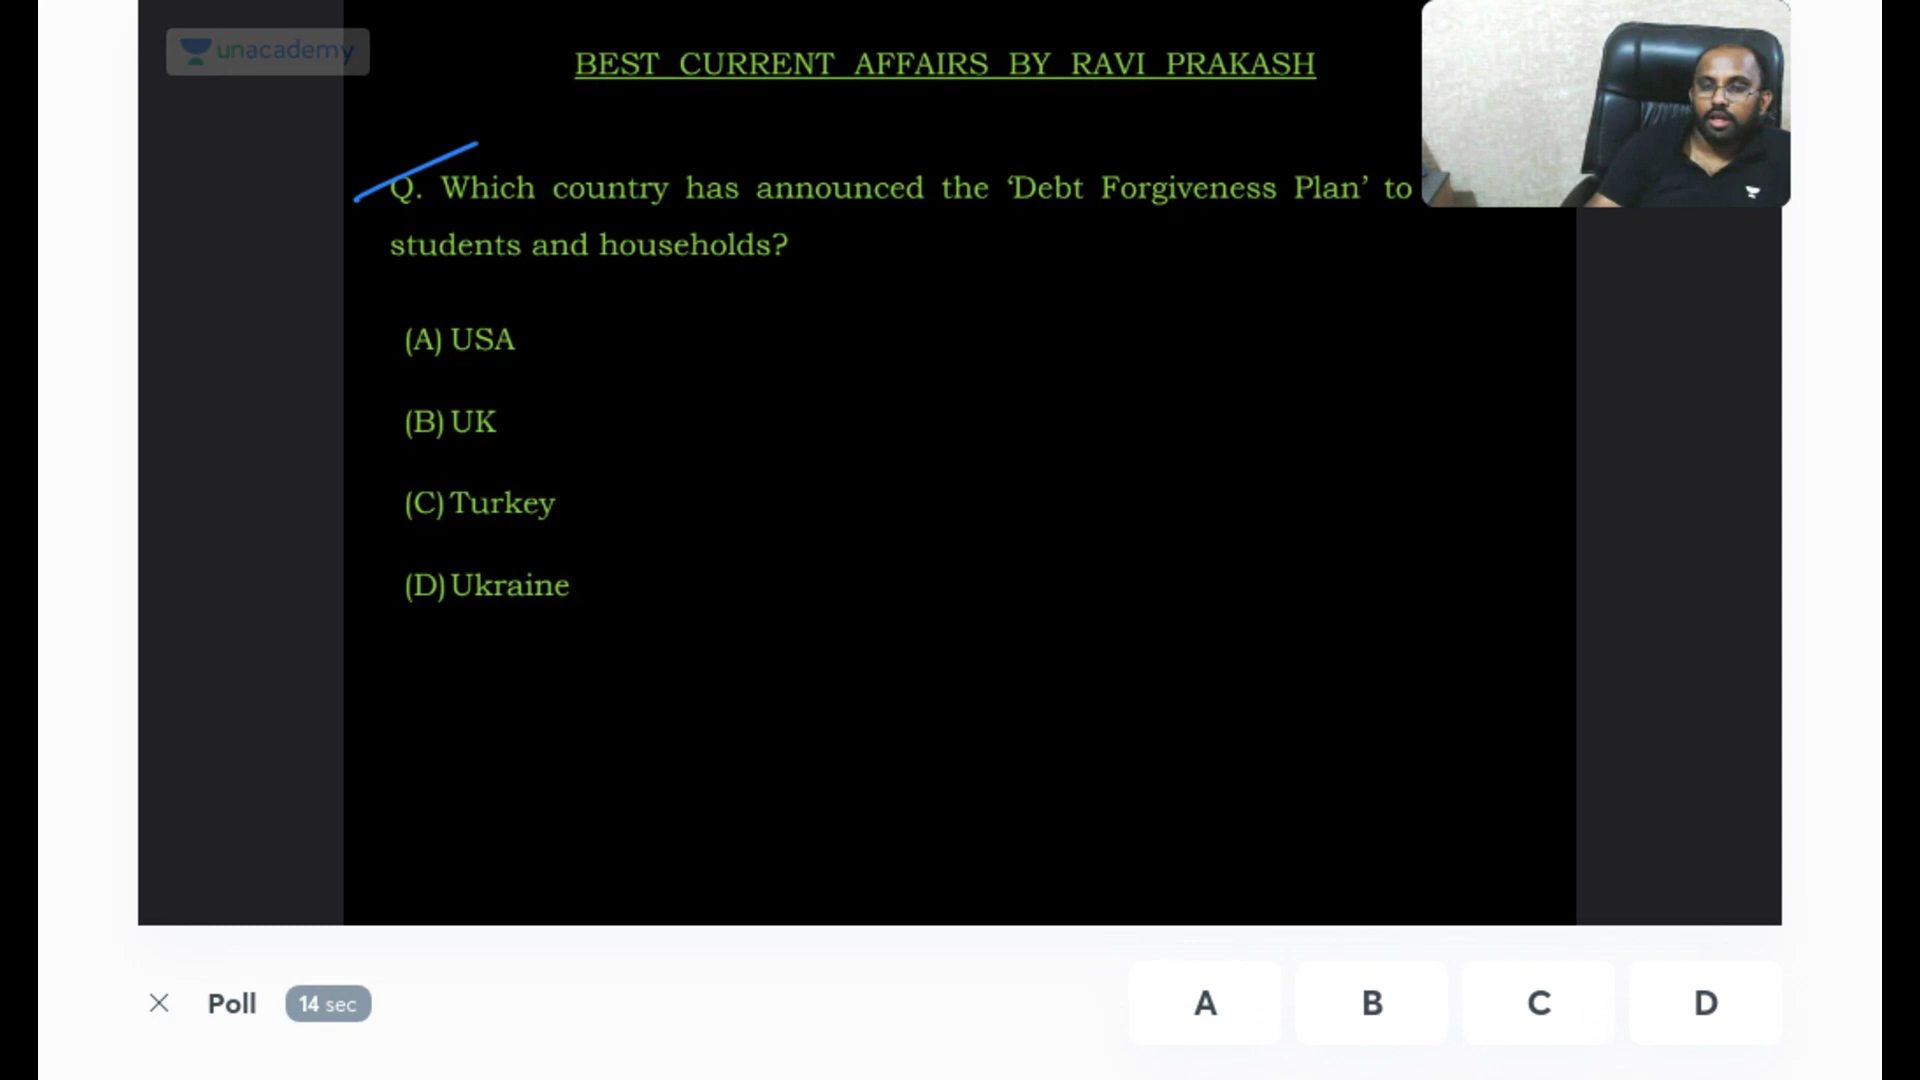 unacademy
BEST CURRENT AFFAIRS BY RAVI PRAKASH
Q. Which country has announced the ‘Debt Forgiveness Plan’ to
students and households?
(A) USA
(B) UK
(C) Turkey
(D) Ukraine
× Poll 14 sec A B C D